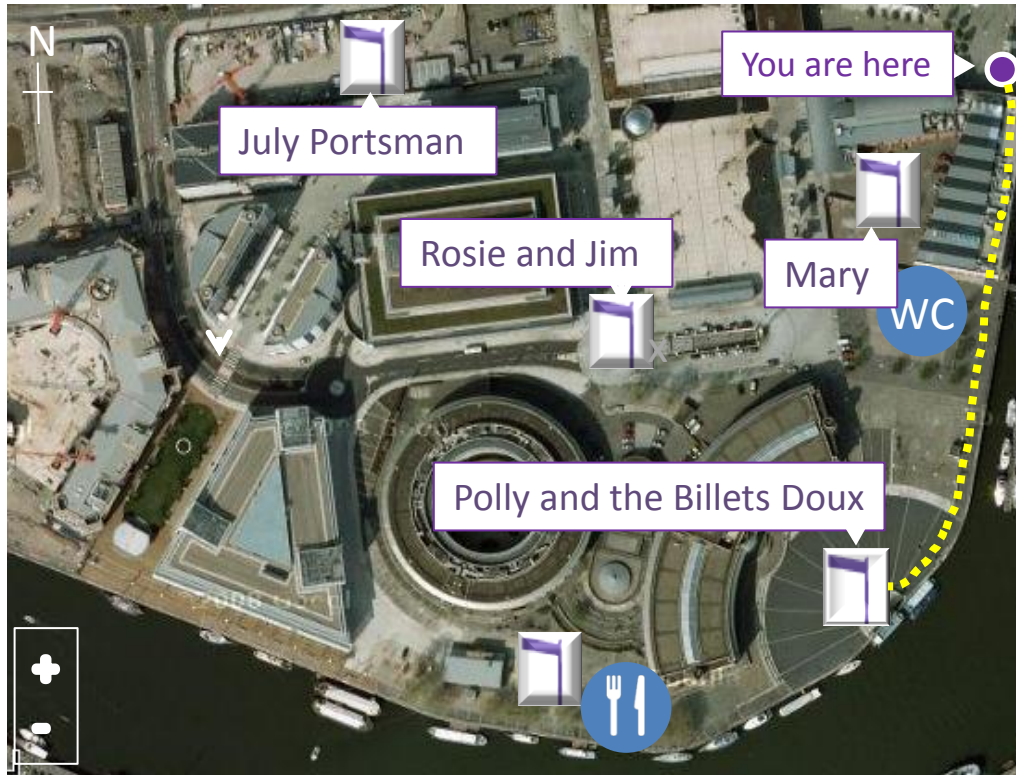 N
You are here
July Portsman
Rosie and Jim
Mary
WC
x
Polly and the Billets Doux